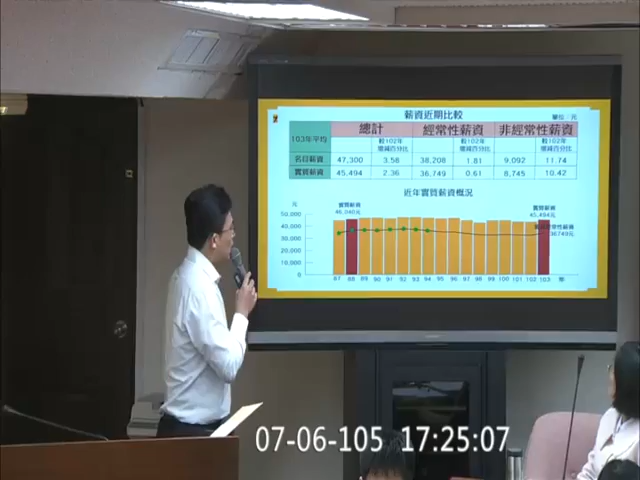 薪資近期比較
單位:元
103年平均 總計 經常性薪資 非經常性薪資
較102年增減百分比 較102年增減百分比 較102年增減百分比
名目薪資 47,300 3.58 38,208 1.81 9,092 11.74
實質薪資 45,494 2.36 36,749 0.61 8,745 10.42
近年實質薪資概況
元
實質薪資 46,040元
實質薪資 45,494元
50,000
40,000
30,000
20,000
10,000
0
36749元
87 88 89 90 91 92 93 94 95 96 97 98 99 100 101 102 103 年
07-06-105 17:25:07